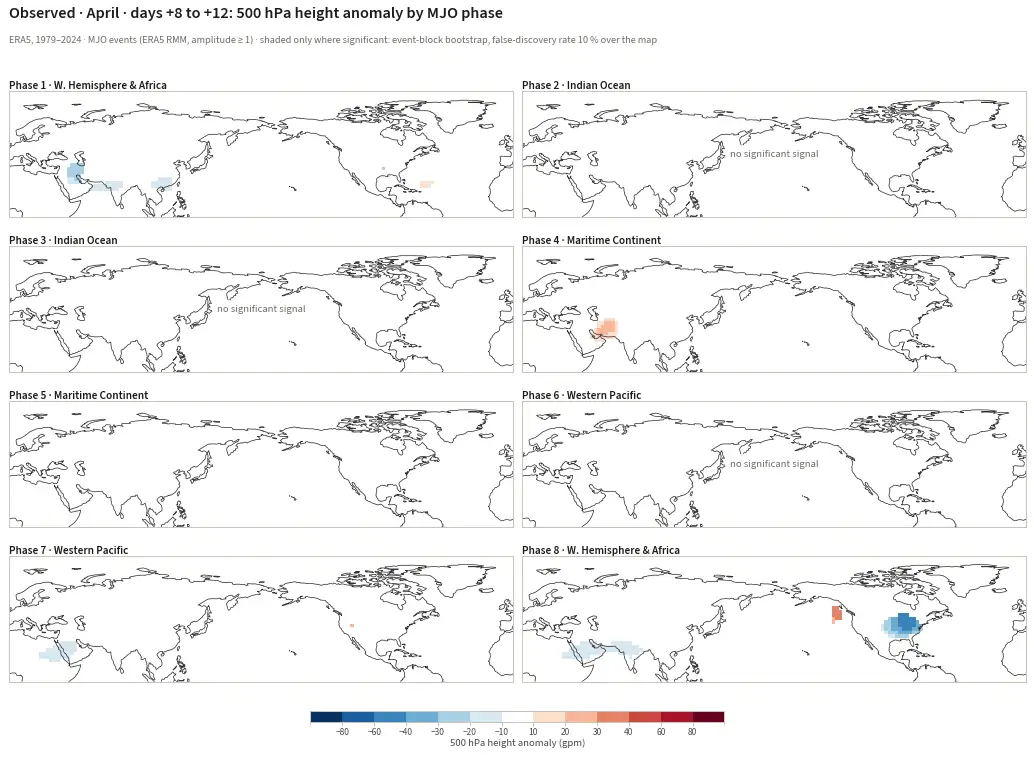 Observed · April · days +8 to +12: 500 hPa height anomaly by MJO phase
ERA5, 1979–2024 · MJO events (ERA5 RMM, amplitude ≥ 1) · shaded only where significant: event-block bootstrap, false-discovery rate 10 % over the map
Phase 1 · W. Hemisphere & Africa
Phase 2 · Indian Ocean
no significant signal
Phase 3 · Indian Ocean
Phase 4 · Maritime Continent
no significant signal
Phase 5 · Maritime Continent
Phase 6 · Western Pacific
no significant signal
Phase 7 · Western Pacific
Phase 8 · W. Hemisphere & Africa
−80 −60 −40 −30 −20 −10 10 20 30 40 60 80
500 hPa height anomaly (gpm)